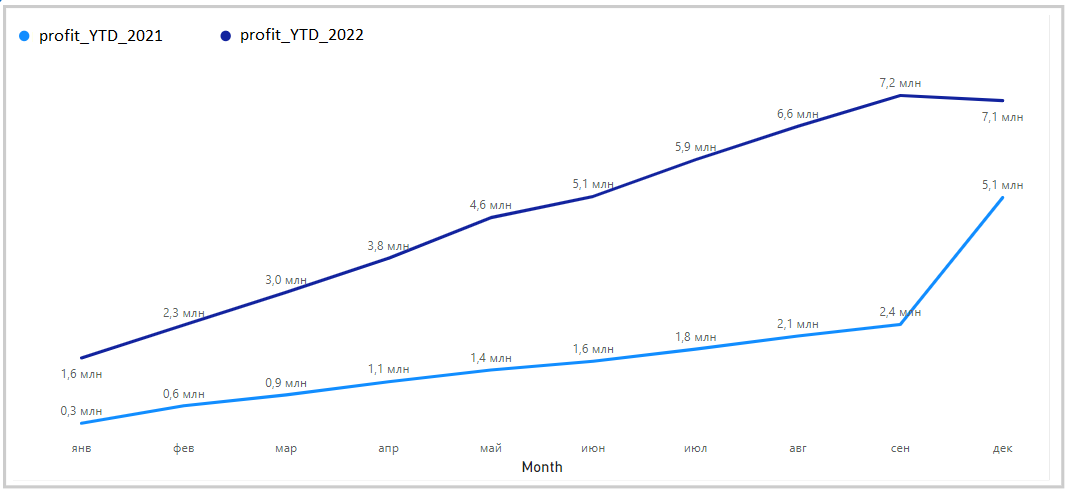 profit_YTD_2021 profit_YTD_2022
7,2 млн
7,1 млн
6,6 млн
5,9 млн
5,1 млн
5,1 млн
4,6 млн
3,8 млн
3,0 млн
2,3 млн
2,4 млн
2,1 млн
1,8 млн
1,6 млн
1,4 млн
1,6 млн
1,1 млн
0,9 млн
0,6 млн
0,3 млн
янв фев мар апр май июн июл авг сен дек
Month